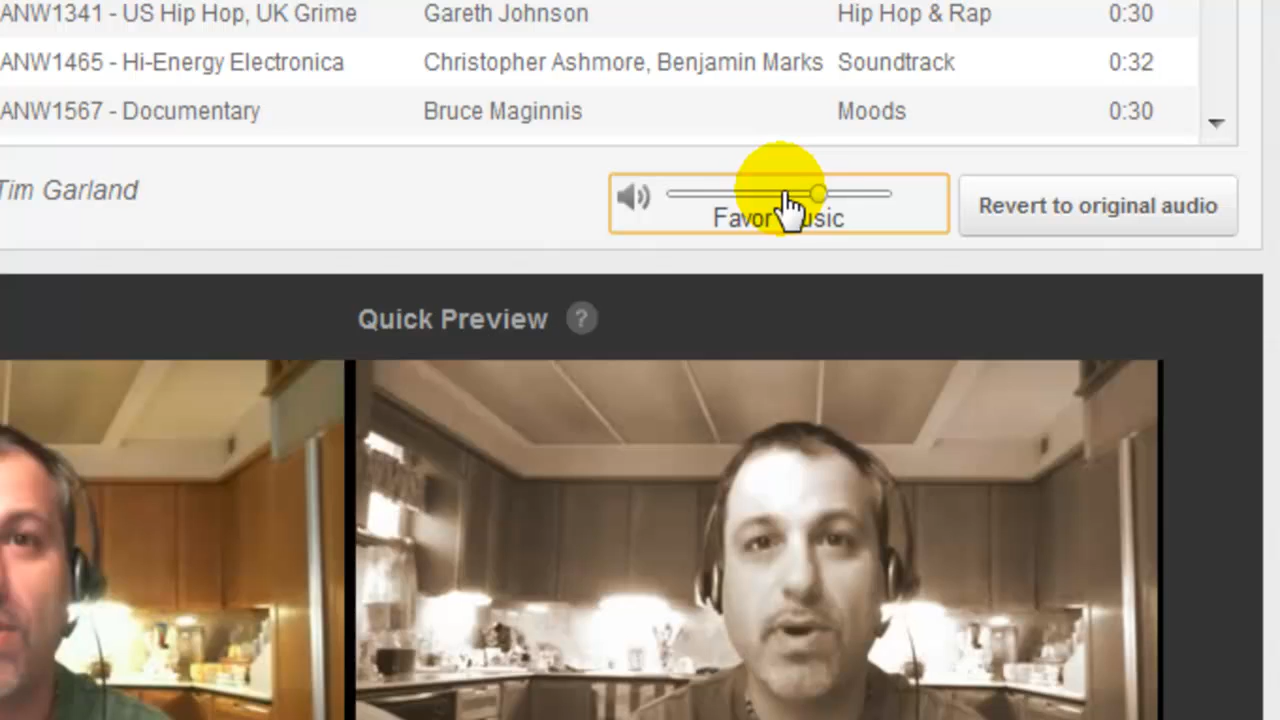 ANW1341 - US Hip Hop, UK Grime Gareth Johnson Hip Hop & Rap 0:30
ANW1465 - Hi-Energy Electronica Christopher Ashmore, Benjamin Marks Soundtrack 0:32
ANW1567 - Documentary Bruce Maginnis Moods 0:30
Tim Garland
Favor Music
Revert to original audio
Quick Preview ?